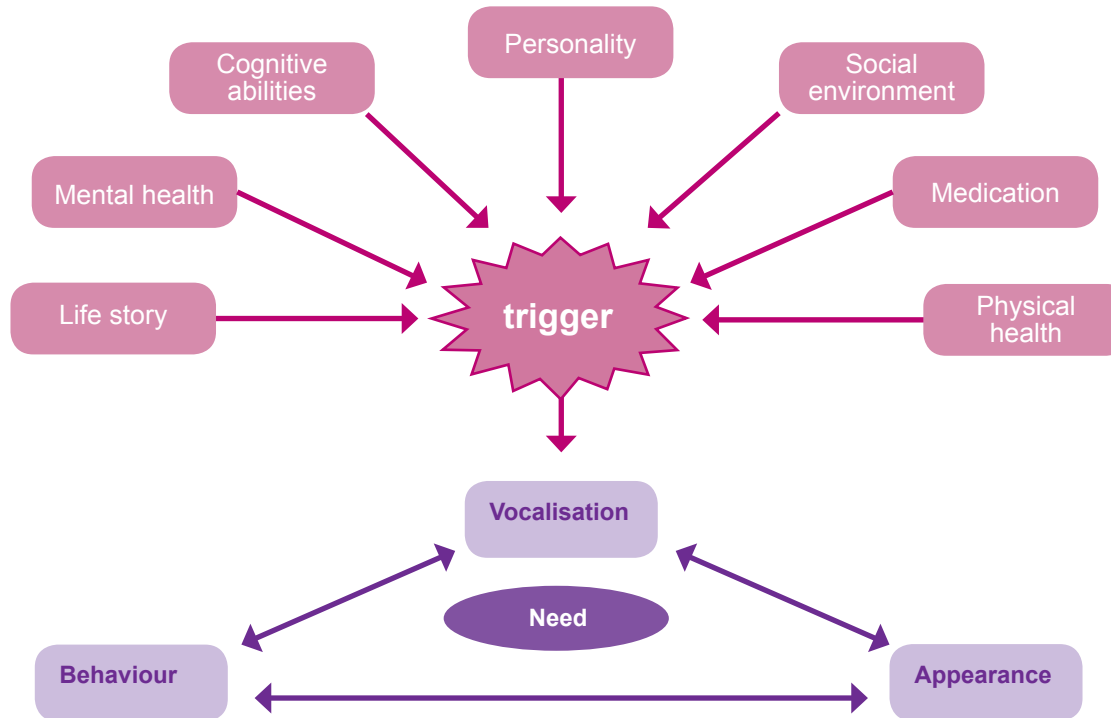 Personality
Cognitive
abilities
Social
environment
Mental health
Medication
Life story
trigger
Physical
health
Vocalisation
Need
Behaviour
Appearance